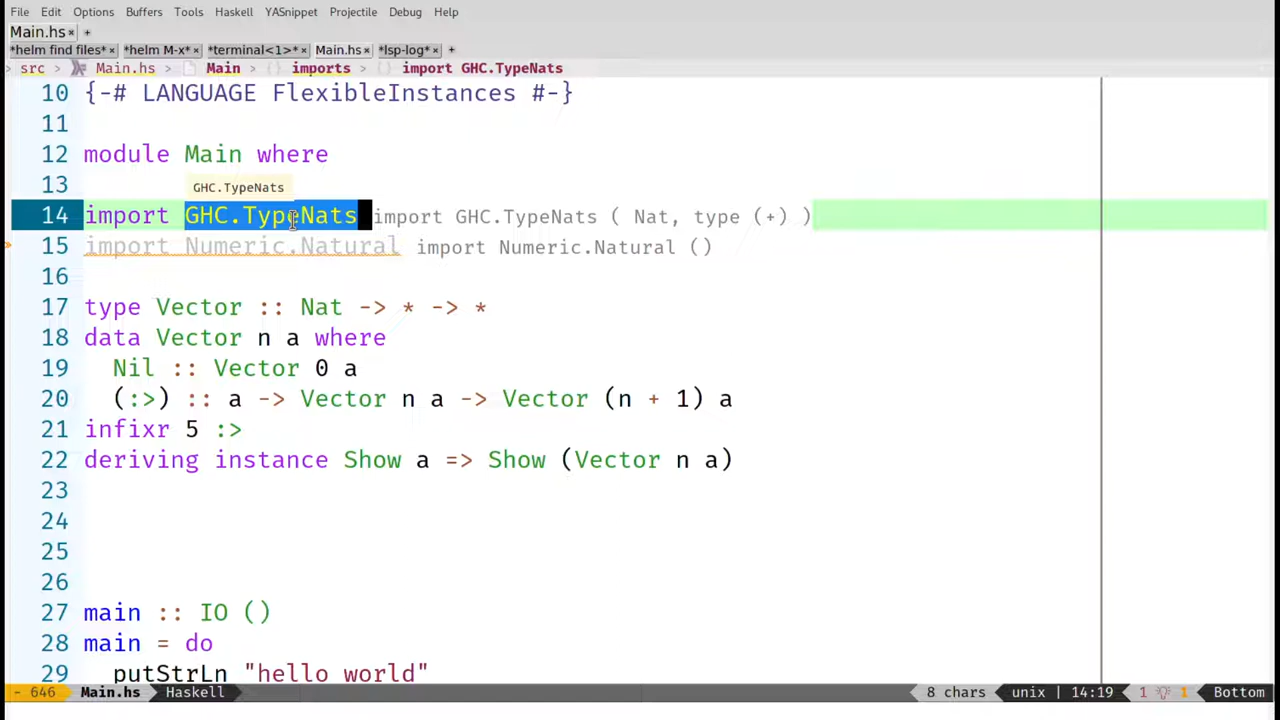 File Edit Options Buffers Tools Haskell YASnippet Projectile Debug Help
Main.hs × +
*helm find files* × *helm M-x* × *terminal<1>* × Main.hs × *lsp-log* × +
src Main.hs Main imports import GHC.TypeNats
10 {-# LANGUAGE FlexibleInstances #-}
11
12 module Main where
13
GHC.TypeNats
14 import GHC.TypeNats import GHC.TypeNats ( Nat, type (+) )
15 import Numeric.Natural import Numeric.Natural ()
16
17 type Vector :: Nat -> * -> *
18 data Vector n a where
19 Nil :: Vector 0 a
20 (:>) :: a -> Vector n a -> Vector (n + 1) a
21 infixr 5 :>
22 deriving instance Show a => Show (Vector n a)
23
24
25
26
27 main :: IO ()
28 main = do
29 putStrLn "hello world"
- 646 Main.hs Haskell 8 chars unix | 14:19 1 1 Bottom